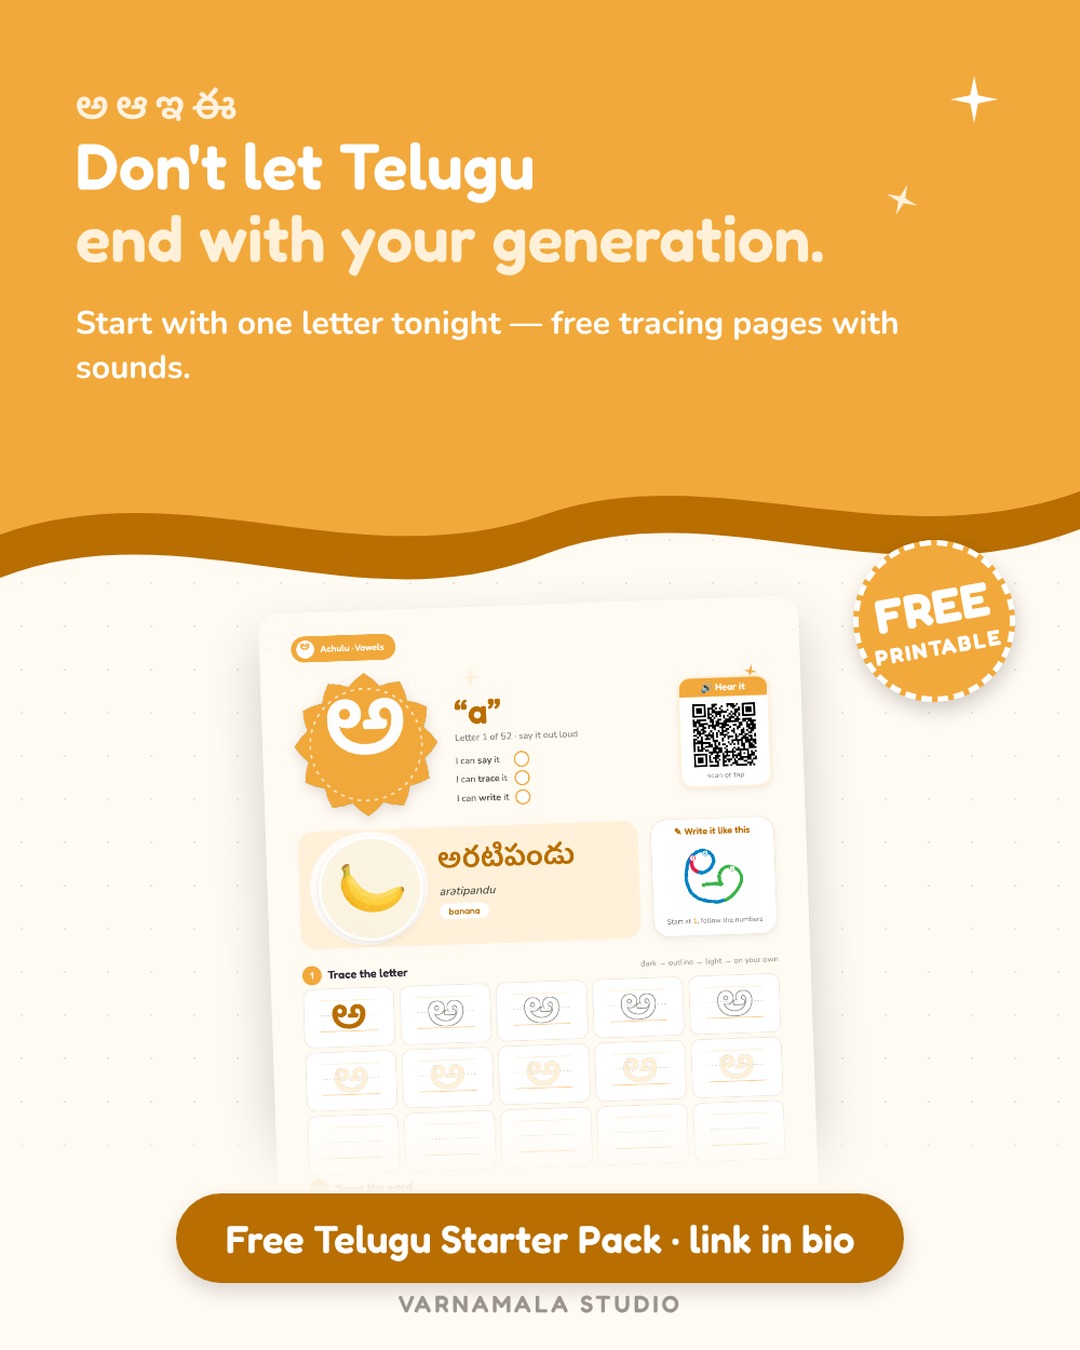 అ ఆ ఇ ఈ
Don't let Telugu
end with your generation.
Start with one letter tonight — free tracing pages with
sounds.
FREE
PRINTABLE
అ Achulu · Vowels
అ
“a”
Letter 1 of 52 · say it out loud
I can say it
I can trace it
I can write it
🔊 Hear it
scan or tap
అరటిపండు
aratipandu
banana
✎ Write it like this
Start at 1, follow the numbers
1 Trace the letter
dark → outline → light → on your own
అ అ అ అ అ
అ అ అ అ అ
Trace the word
Free Telugu Starter Pack · link in bio
VARNAMALA STUDIO